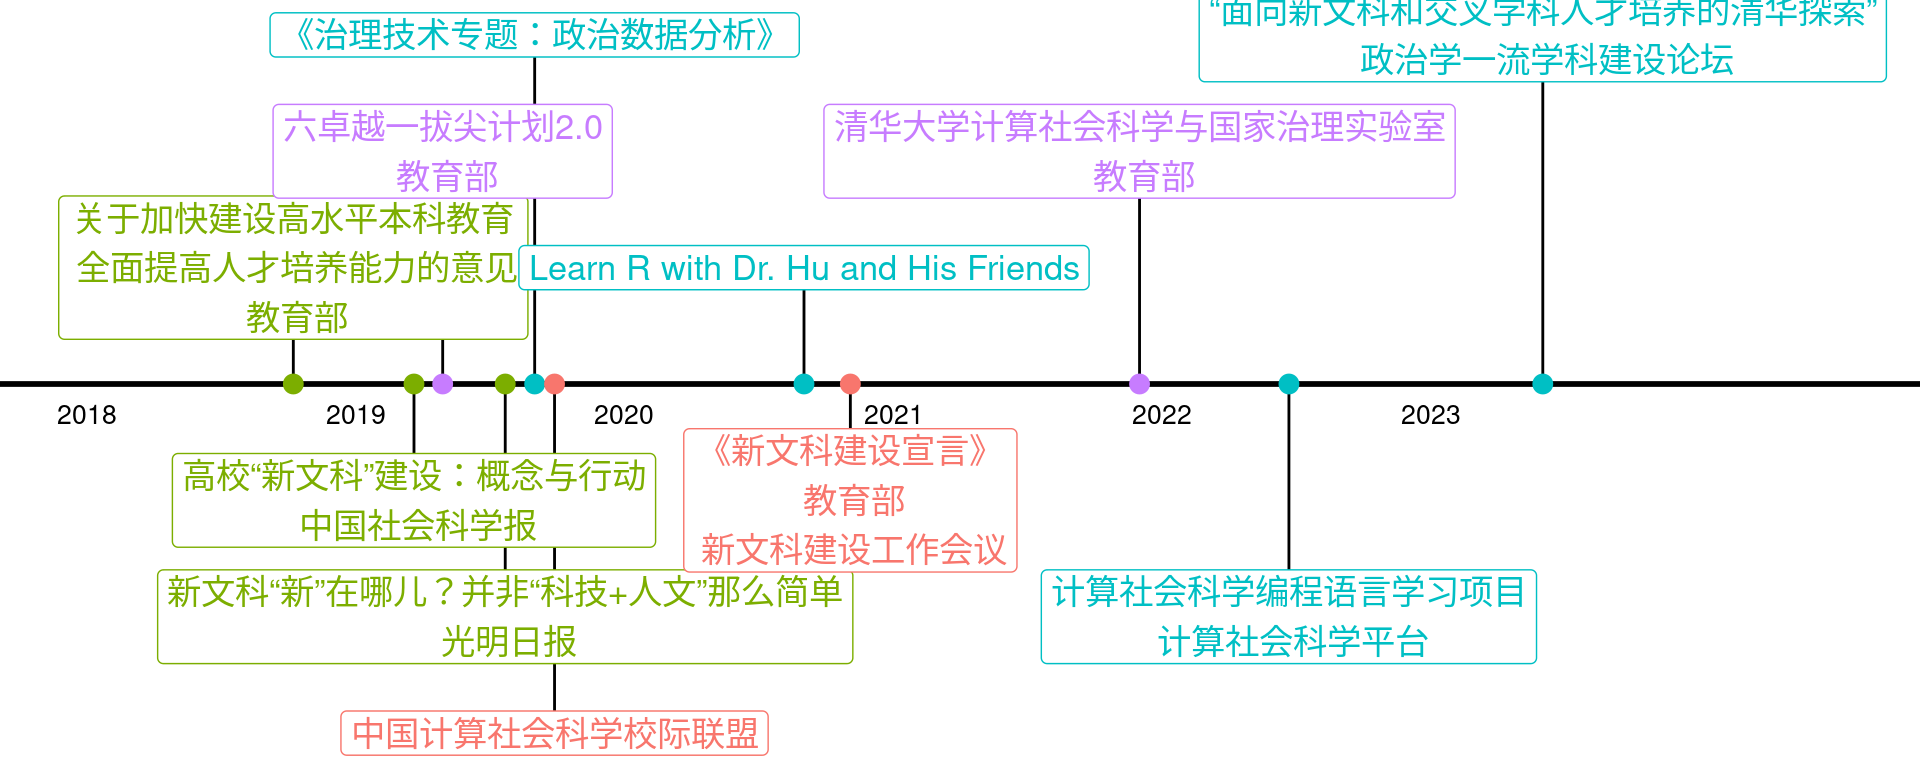 《治理技术专题：政治数据分析》
“面向新文科和交叉学科人才培养的清华探索”
政治学一流学科建设论坛
六卓越一拔尖计划2.0
教育部
清华大学计算社会科学与国家治理实验室
教育部
关于加快建设高水平本科教育
全面提高人才培养能力的意见
教育部
Learn R with Dr. Hu and His Friends
2018
2019
2020
2021
2022
2023
高校“新文科”建设：概念与行动
中国社会科学报
《新文科建设宣言》
教育部
新文科建设工作会议
新文科“新”在哪儿？并非“科技+人文”那么简单
光明日报
计算社会科学编程语言学习项目
计算社会科学平台
中国计算社会科学校际联盟